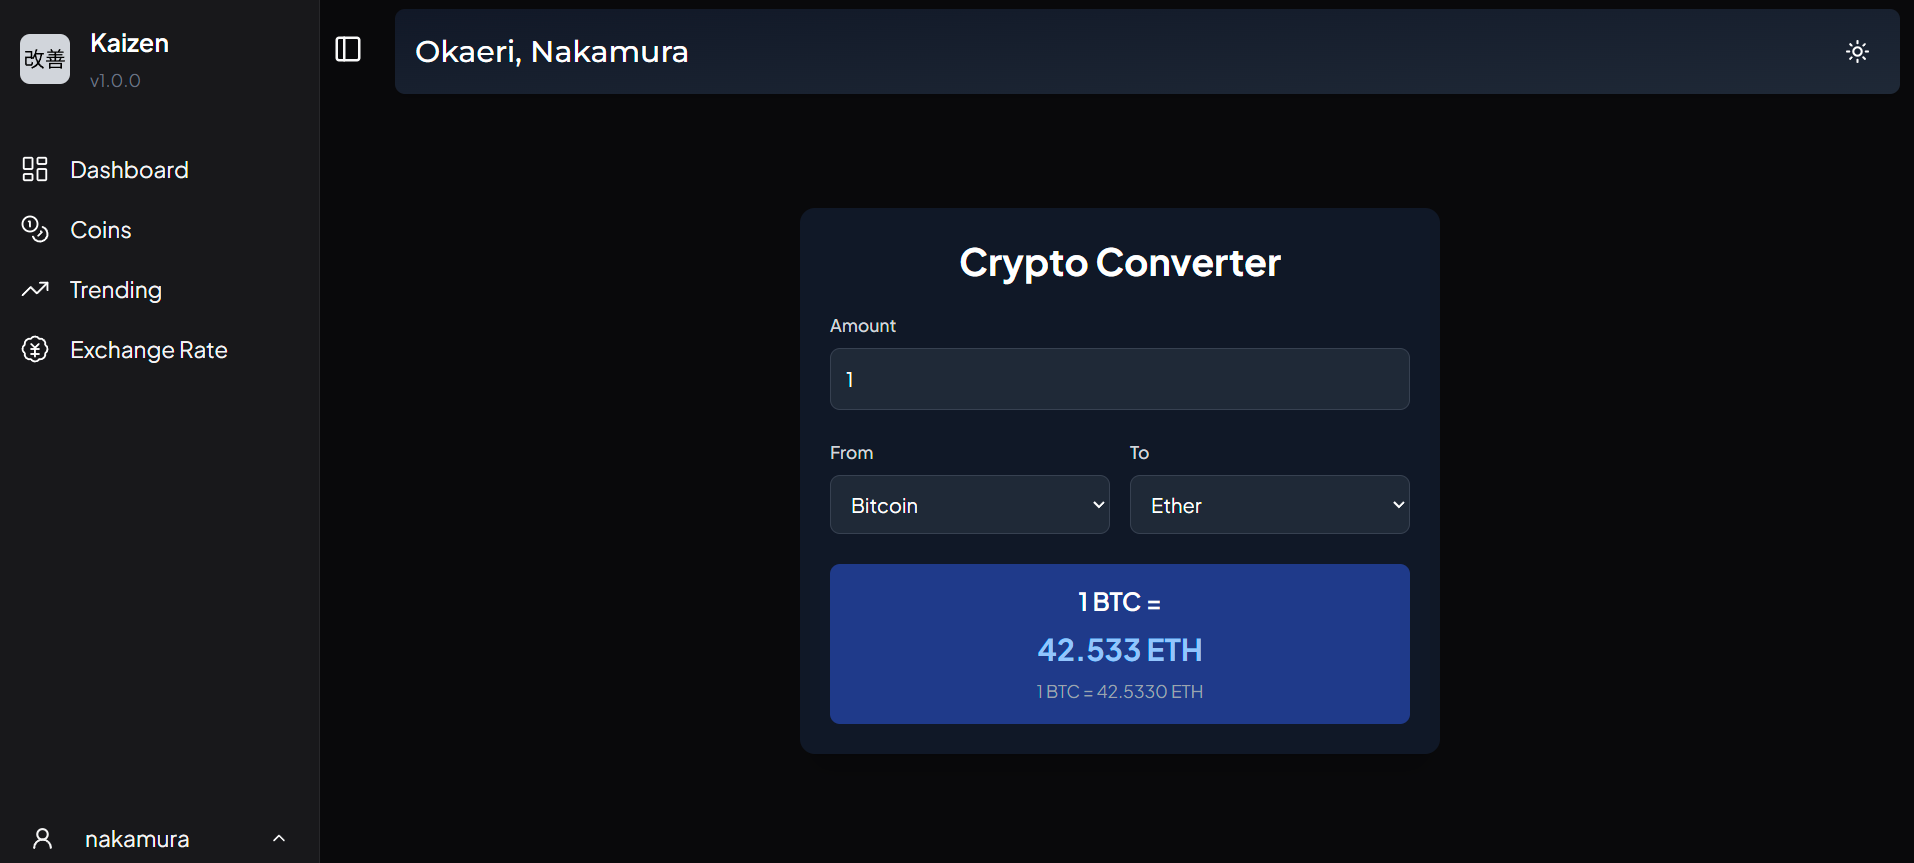 改善
Kaizen
v1.0.0
Dashboard
Coins
Trending
Exchange Rate
nakamura
Okaeri, Nakamura
Crypto Converter
Amount
1
From
To
Bitcoin
Ether
1 BTC =
42.533 ETH
1 BTC = 42.5330 ETH